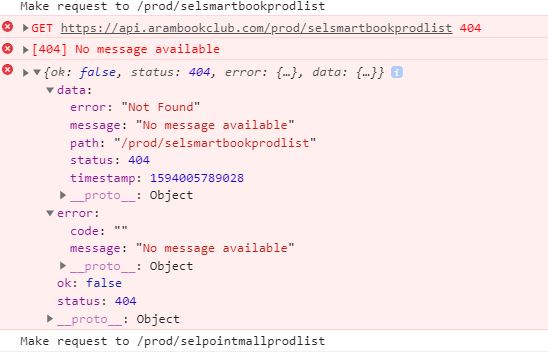 Make request to /prod/selsmartbookprodlist
GET https://api.arambookclub.com/prod/selsmartbookprodlist 404
[404] No message available
{ok: false, status: 404, error: {…}, data: {…}} i
data:
error: "Not Found"
message: "No message available"
path: "/prod/selsmartbookprodlist"
status: 404
timestamp: 1594005789028
__proto__: Object
error:
code: ""
message: "No message available"
__proto__: Object
ok: false
status: 404
__proto__: Object
Make request to /prod/selpointmallprodlist